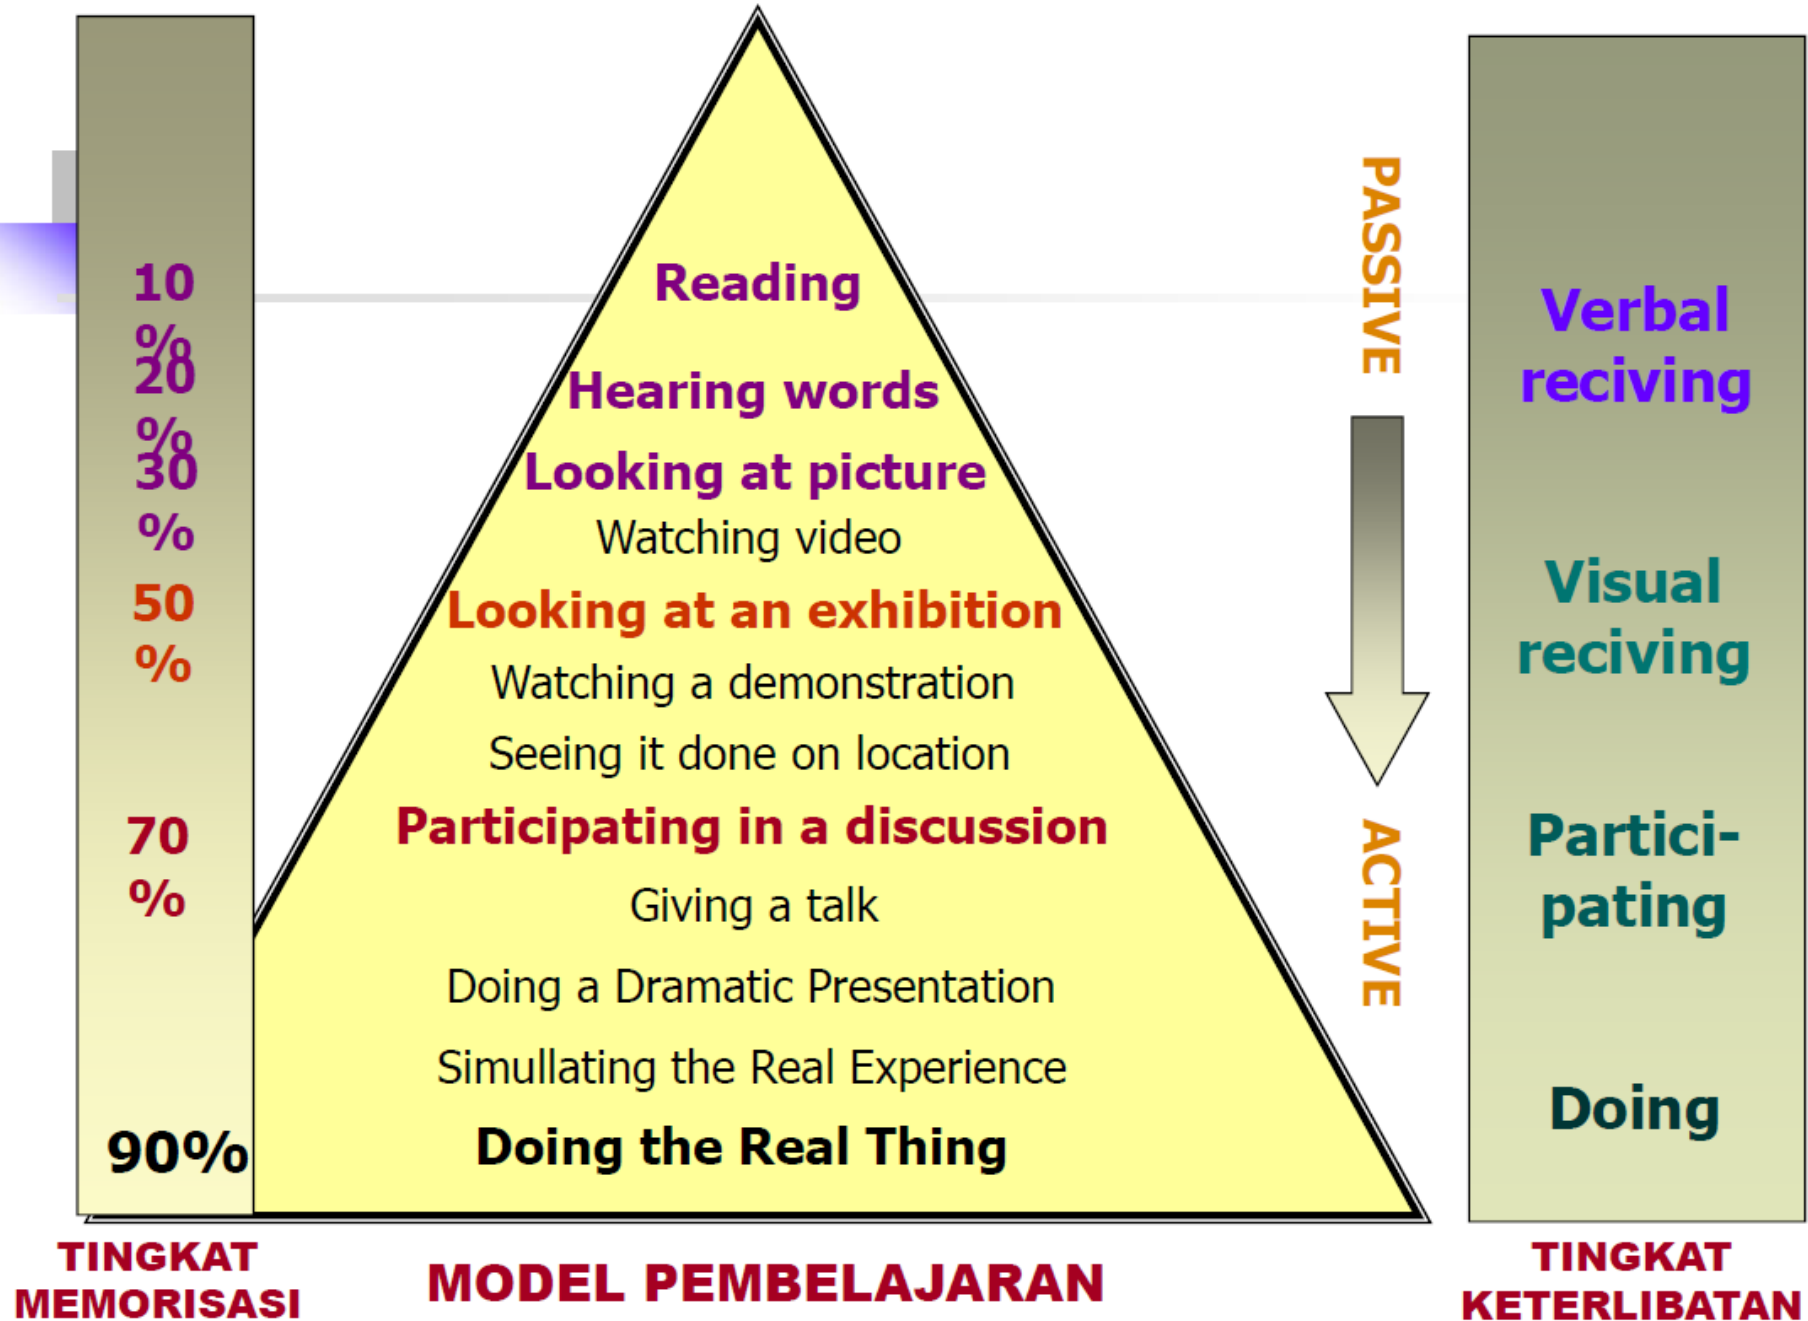 10
%
20
%
30
%
50
%
70
%
90%
TINGKAT
MEMORISASI
Reading
Hearing words
Looking at picture
Watching video
Looking at an exhibition
Watching a demonstration
Seeing it done on location
Participating in a discussion
Giving a talk
Doing a Dramatic Presentation
Simullating the Real Experience
Doing the Real Thing
MODEL PEMBELAJARAN
PASSIVE
ACTIVE
Verbal
reciving
Visual
reciving
Partici-
pating
Doing
TINGKAT
KETERLIBATAN